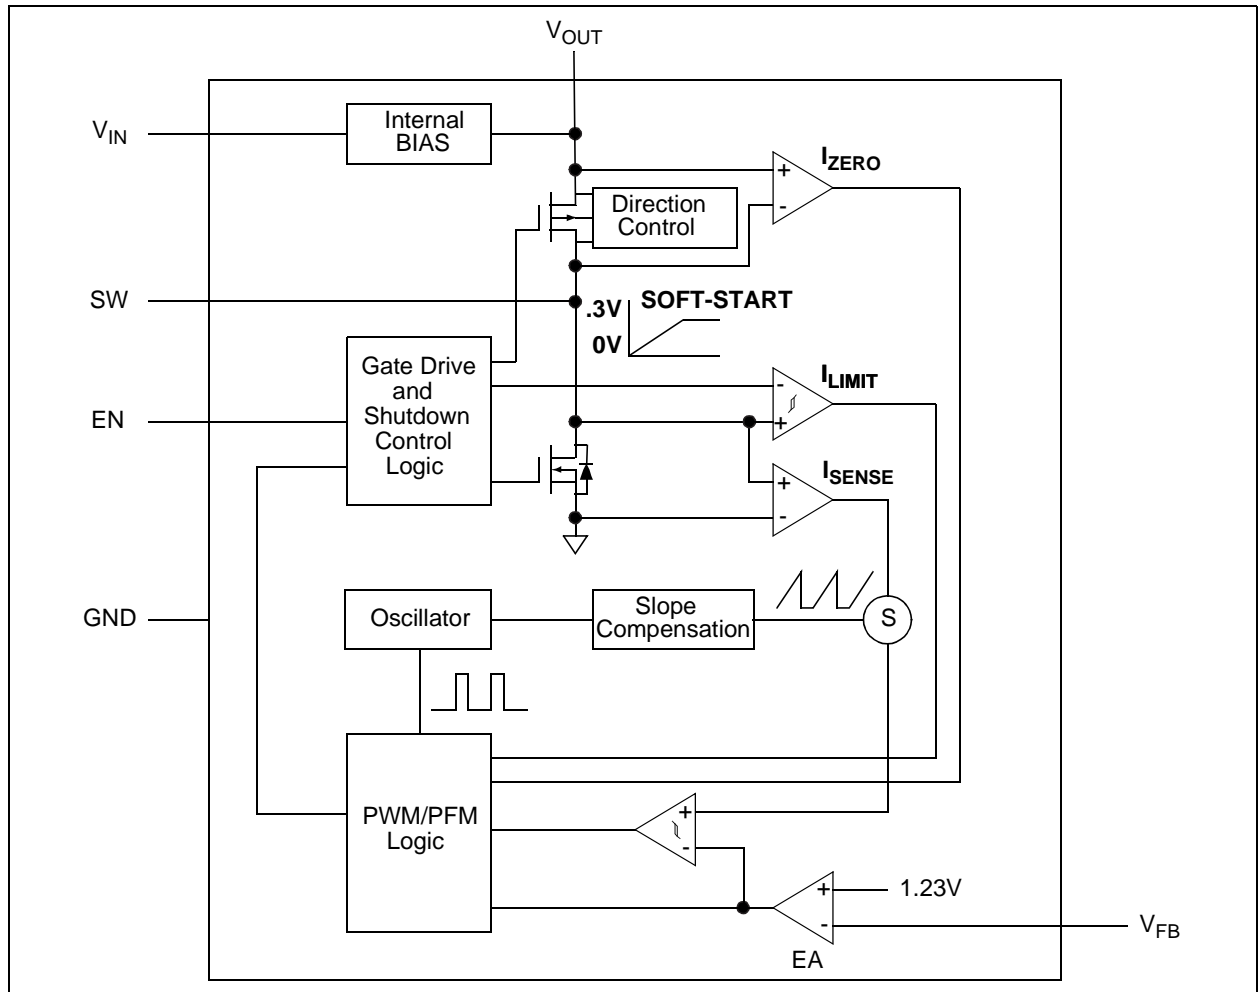 VOUT
VIN
Internal
BIAS
IZERO
+
-
Direction
Control
SW
.3V
SOFT-START
0V
Gate Drive
and
Shutdown
Control
Logic
EN
ILIMIT
-
+
ISENSE
+
-
GND
Oscillator
Slope
Compensation
S
PWM/PFM
Logic
+
-
+
1.23V
-
VFB
EA